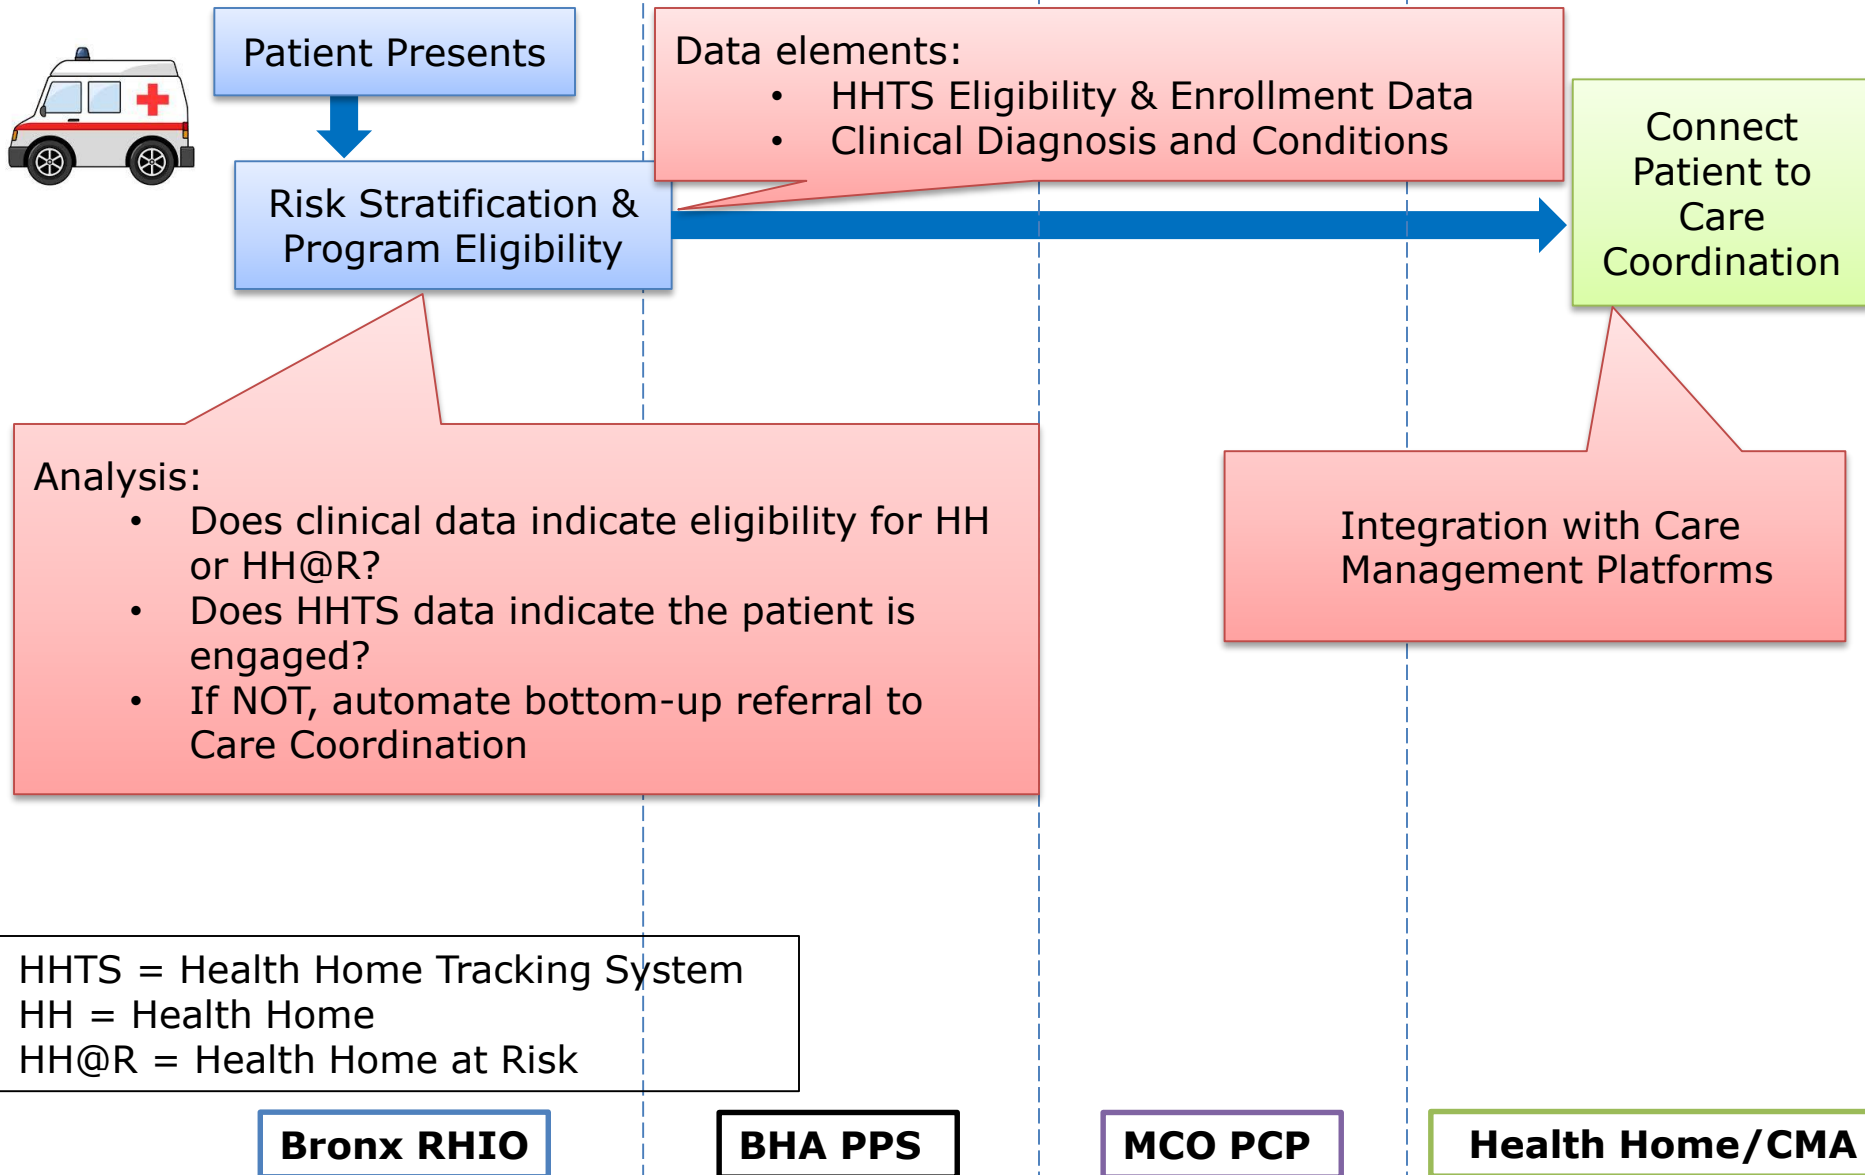 Patient Presents
Data elements:
• HHTS Eligibility & Enrollment Data
• Clinical Diagnosis and Conditions
Connect
Patient to
Care
Coordination
Risk Stratification &
Program Eligibility
Analysis:
• Does clinical data indicate eligibility for HH
or HH@R?
• Does HHTS data indicate the patient is
engaged?
• If NOT, automate bottom-up referral to
Care Coordination
Integration with Care
Management Platforms
HHTS = Health Home Tracking System
HH = Health Home
HH@R = Health Home at Risk
Bronx RHIO
BHA PPS
MCO PCP
Health Home/CMA